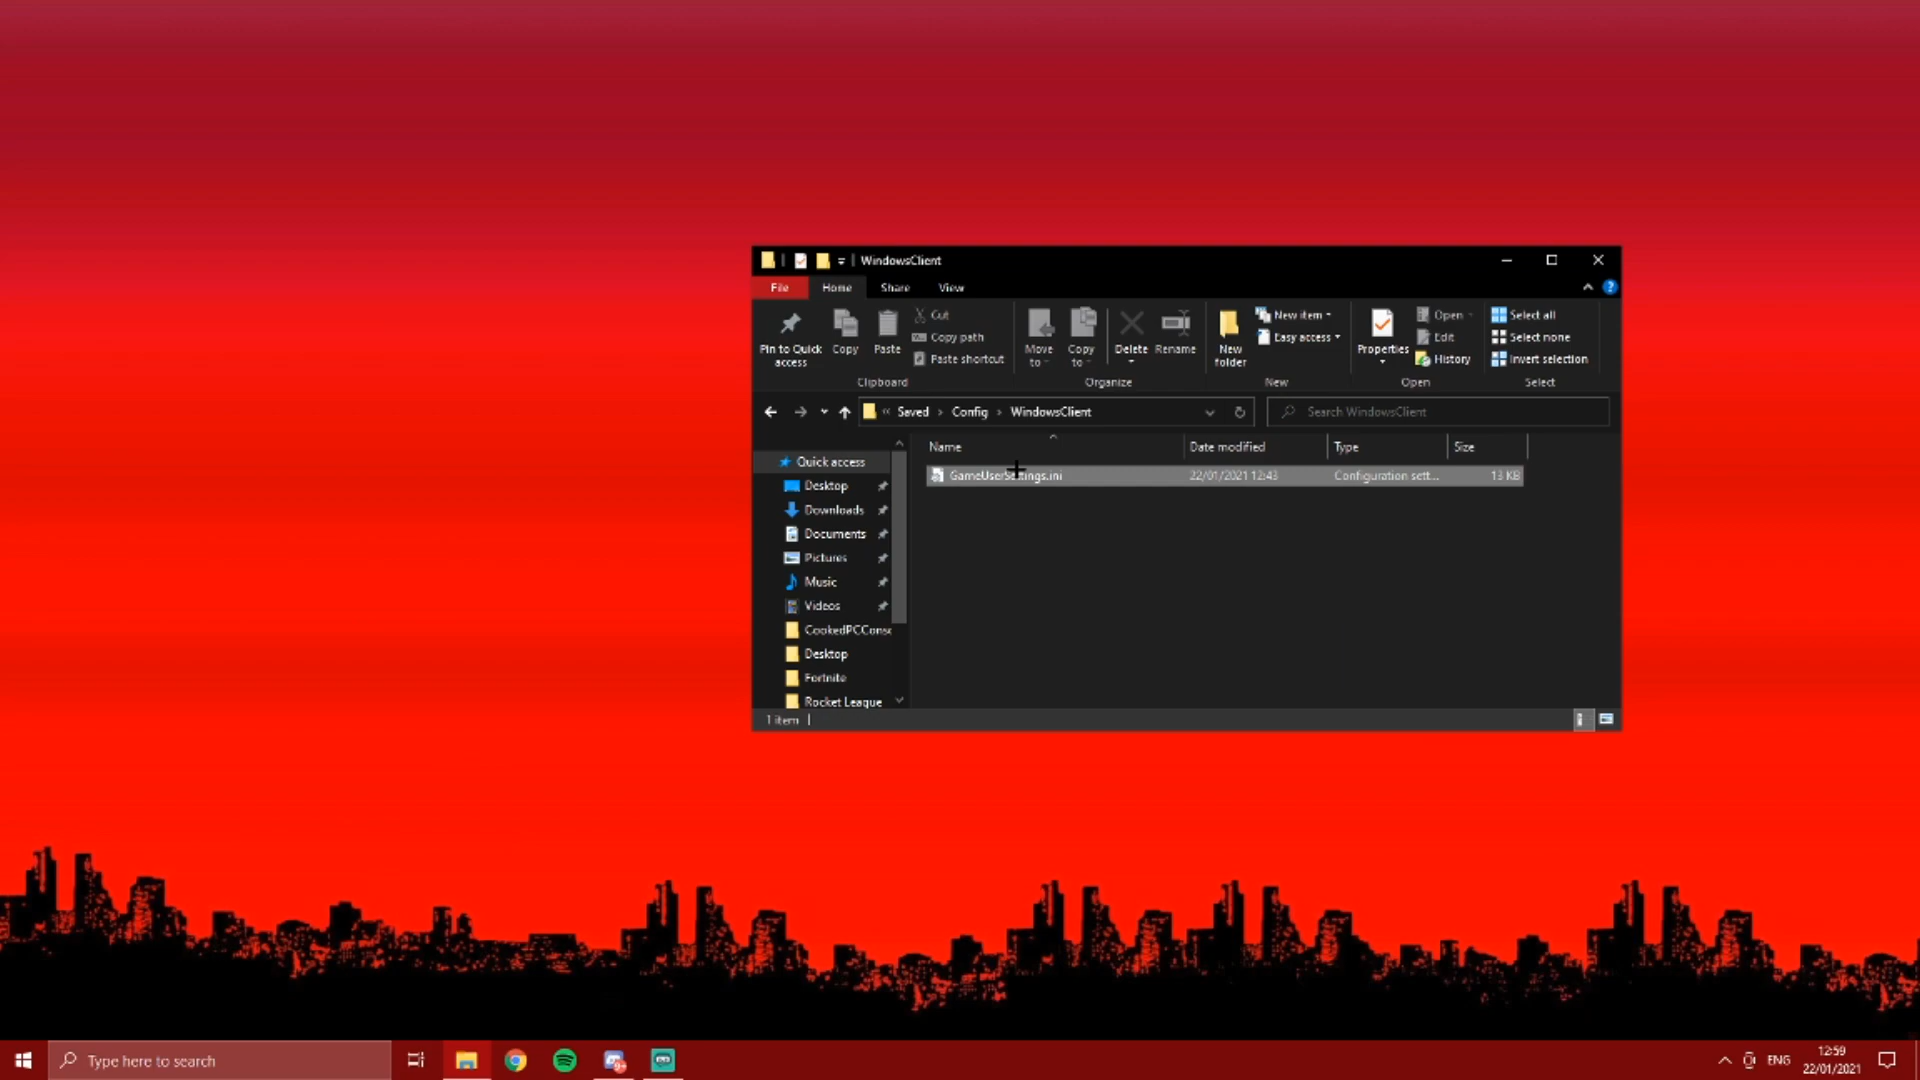 WindowsClient
File Home Share View
Pin to Quick access
Copy
Paste
Cut
Copy path
Paste shortcut
Clipboard
Move to
Copy to
Delete
Rename
Organize
New folder
New item
Easy access
New
Properties
Open
Edit
History
Open
Select all
Select none
Invert selection
Select
« Saved › Config › WindowsClient
Search WindowsClient
Name Date modified Type Size
GameUserSettings.ini 22/01/2021 12:43 Configuration sett... 13 KB
Quick access
Desktop
Downloads
Documents
Pictures
Music
Videos
CookedPCConso
Desktop
Fortnite
Rocket League
1 item
Type here to search
9+
ENG
12:59
22/01/2021